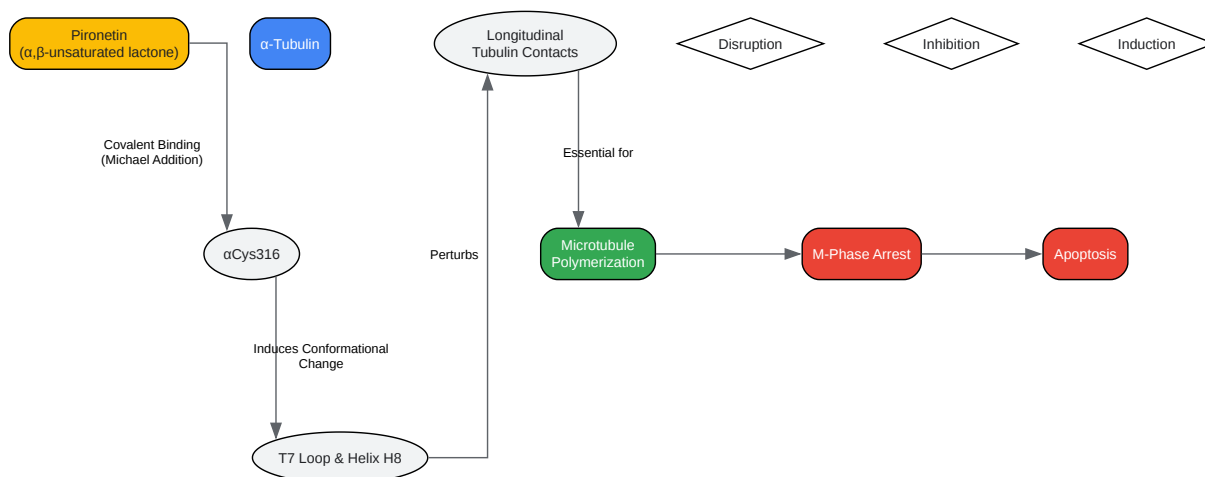 Pironetin
(α,β-unsaturated lactone)
α-Tubulin
Longitudinal
Tubulin Contacts
Disruption
Inhibition
Induction
Covalent Binding
(Michael Addition)
Essential for
αCys316
Perturbs
Microtubule
Polymerization
M-Phase Arrest
Apoptosis
Induces Conformational
Change
T7 Loop & Helix H8